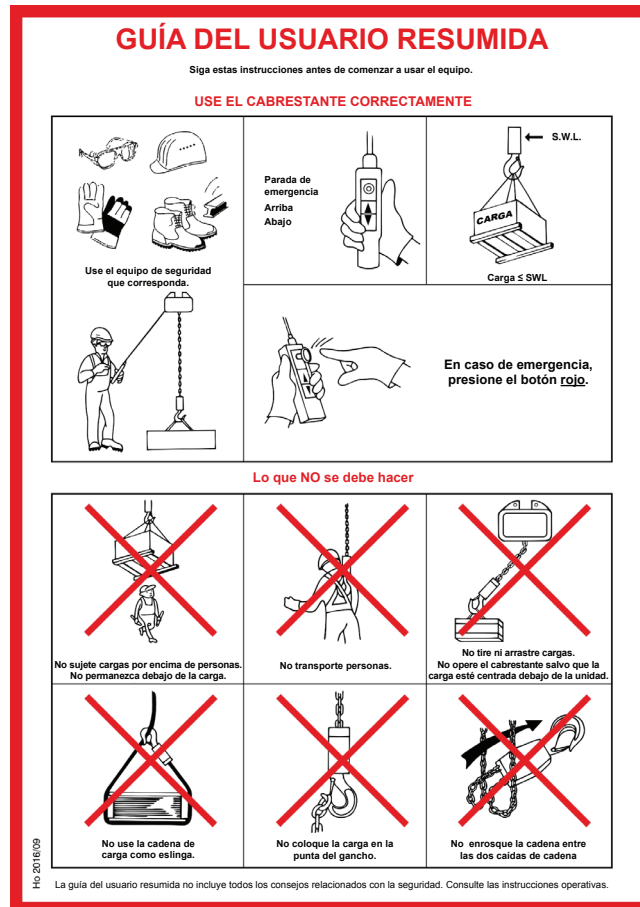 GUÍA DEL USUARIO RESUMIDA
Siga estas instrucciones antes de comenzar a usar el equipo.
USE EL CABRESTANTE CORRECTAMENTE
Use el equipo de seguridad
que corresponda.
Parada de
emergencia
Arriba
Abajo
S.W.L.
CARGA
Carga ≤ SWL
En caso de emergencia,
presione el botón rojo.
Lo que NO se debe hacer
No sujete cargas por encima de personas.
No permanezca debajo de la carga.
No transporte personas.
No tire ni arrastre cargas.
No opere el cabrestante salvo que la
carga esté centrada debajo de la unidad.
No use la cadena de
carga como eslinga.
No coloque la carga en la
punta del gancho.
No enrosque la cadena entre
las dos caídas de cadena
Ho 2016/09
La guía del usuario resumida no incluye todos los consejos relacionados con la seguridad. Consulte las instrucciones operativas.